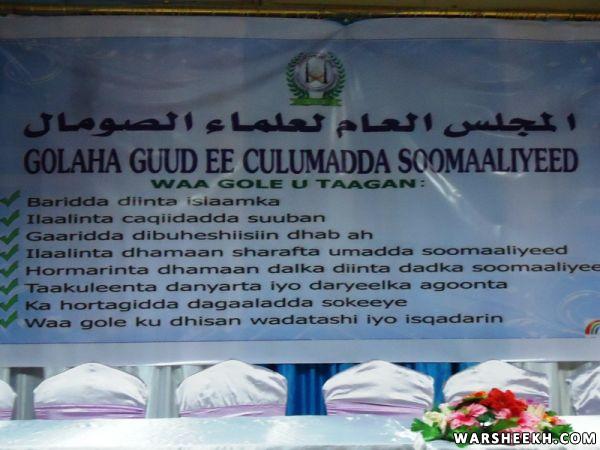 المجلس العام لعلماء الصومال
GOLAHA GUUD EE CULUMADDA SOOMAALIYEED
WAA GOLE U TAAGAN:
Baridda diinta islaamka
Ilaalinta caqiidadda suuban
Gaaridda dibuheshiisiin dhab ah
Ilaalinta dhamaan sharafta umadda soomaaliyeed
Hormarinta dhamaan dalka diinta dadka soomaaliyee
Taakuleenta danyarta iyo daryeelka agoonta
Ka hortagidda dagaaladda sokeeye
Waa gole ku dhisan wadatashi iyo isqadarin
WARSHEEKH.COM